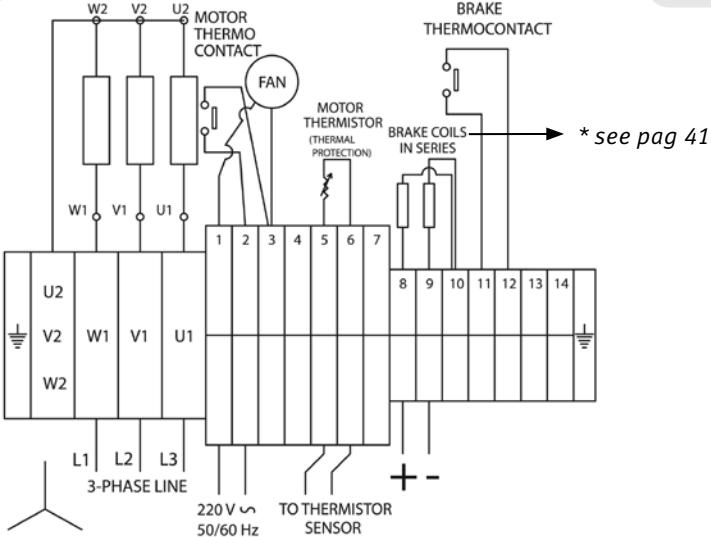 W2 V2 U2
MOTOR
THERMO
CONTACT
FAN
MOTOR
THERMISTOR
(THERMAL
PROTECTION)
BRAKE
THERMOCONTACT
BRAKE COILS
IN SERIES
* see pag 41
W1 V1 U1
1 2 3 4 5 6 7
8 9 10 11 12 13 14
U2
V2 W1 V1 U1
W2
L1 L2 L3
3-PHASE LINE
+ -
220 V ∽
50/60 Hz
TO THERMISTOR
SENSOR